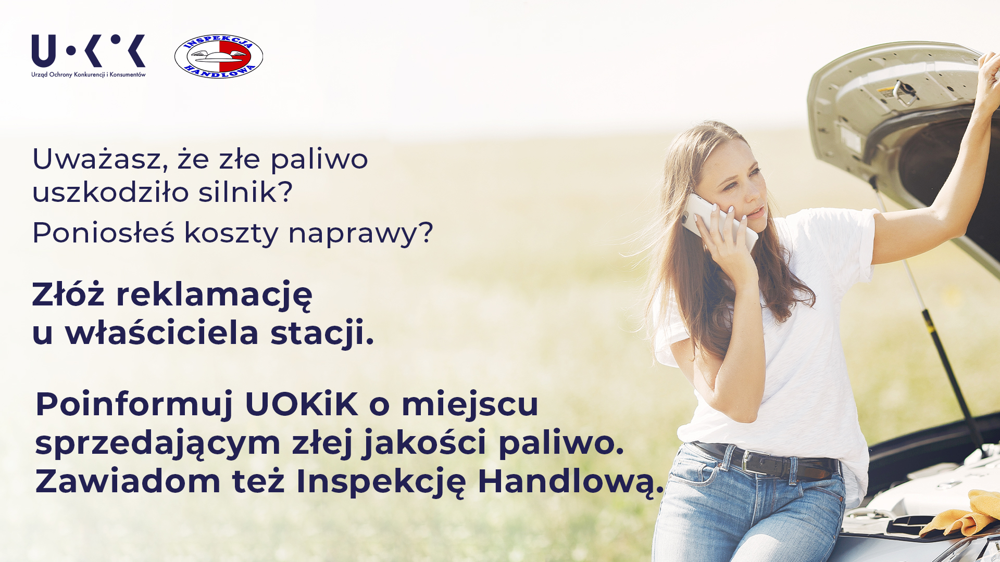 U•K•K
Urząd Ochrony Konkurencji i Konsumentów
INSPEKCJA
HANDLOWA
Uważasz, że złe paliwo
uszkodziło silnik?
Poniosłeś koszty naprawy?
Złóż reklamację
u właściciela stacji.
Poinformuj UOKiK o miejscu
sprzedającym złej jakości paliwo.
Zawiadom też Inspekcję Handlową.